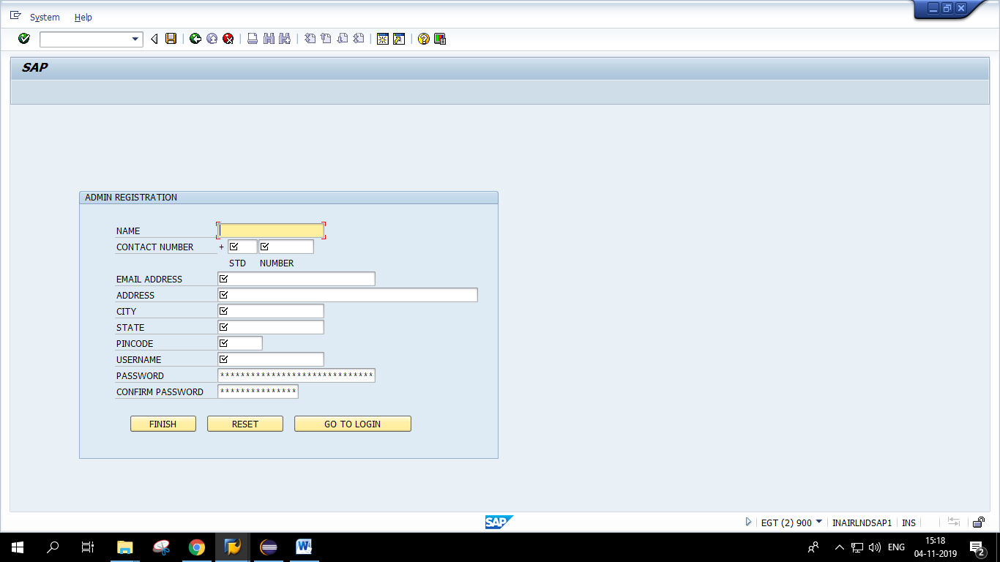 System Help
SAP
ADMIN REGISTRATION
NAME
CONTACT NUMBER +
STD NUMBER
EMAIL ADDRESS
ADDRESS
CITY
STATE
PINCODE
USERNAME
PASSWORD ******************************
CONFIRM PASSWORD ***************
FINISH RESET GO TO LOGIN
SAP EGT (2) 900 INAIRLNDSAP1 INS
ENG 15:18
04-11-2019 2